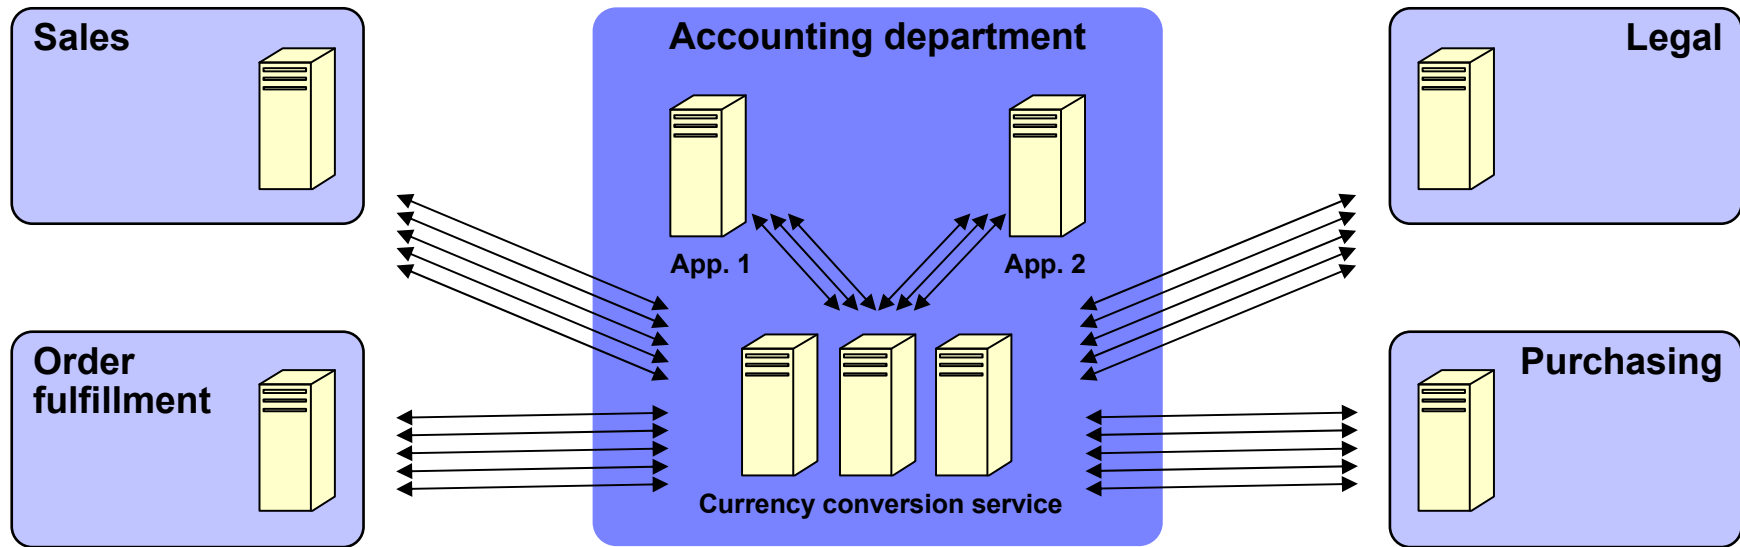 Sales
Accounting department
Legal
App. 1
App. 2
Order
fulfillment
Purchasing
Currency conversion service